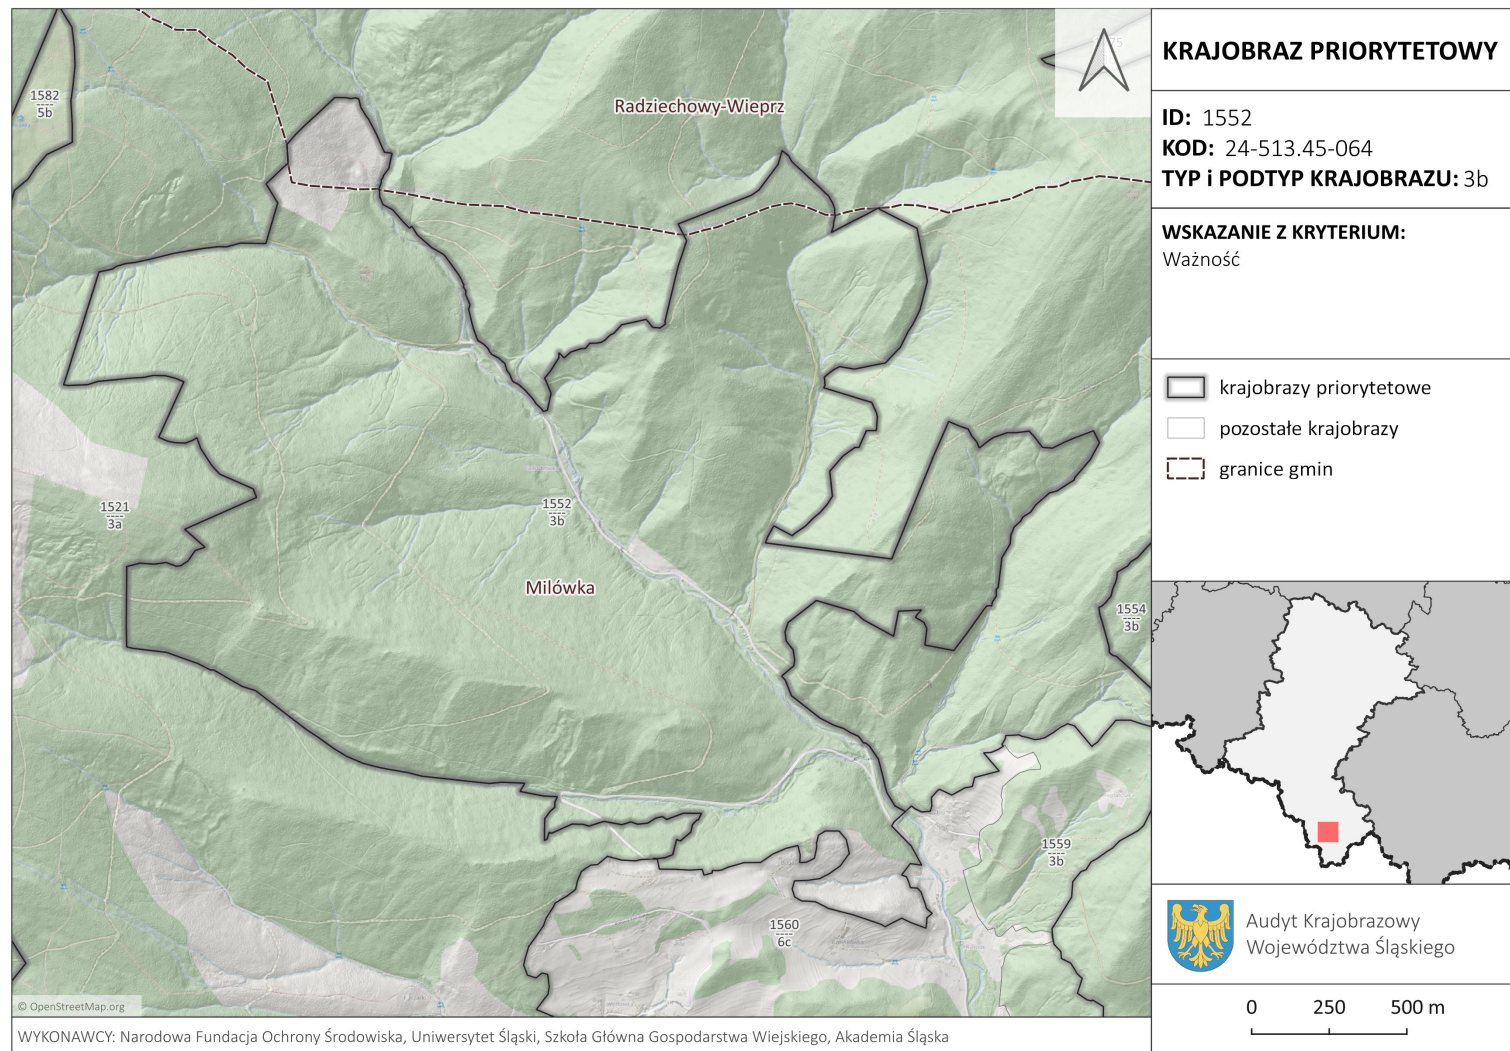 KRAJOBRAZ PRIORYTETOWY
ID: 1552
KOD: 24-513.45-064
TYP i PODTYP KRAJOBRAZU: 3b
WSKAZANIE Z KRYTERIUM:
Ważność
krajobrazy priorytetowe
pozostałe krajobrazy
granice gmin
Audyt Krajobrazowy
Województwa Śląskiego
0 250 500 m
1582
5b
Radziechowy-Wieprz
1521
3a
1552
3b
Milówka
1554
3b
1559
3b
1560
6c
© OpenStreetMap.org
WYKONAWCY: Narodowa Fundacja Ochrony Środowiska, Uniwersytet Śląski, Szkoła Główna Gospodarstwa Wiejskiego, Akademia Śląska